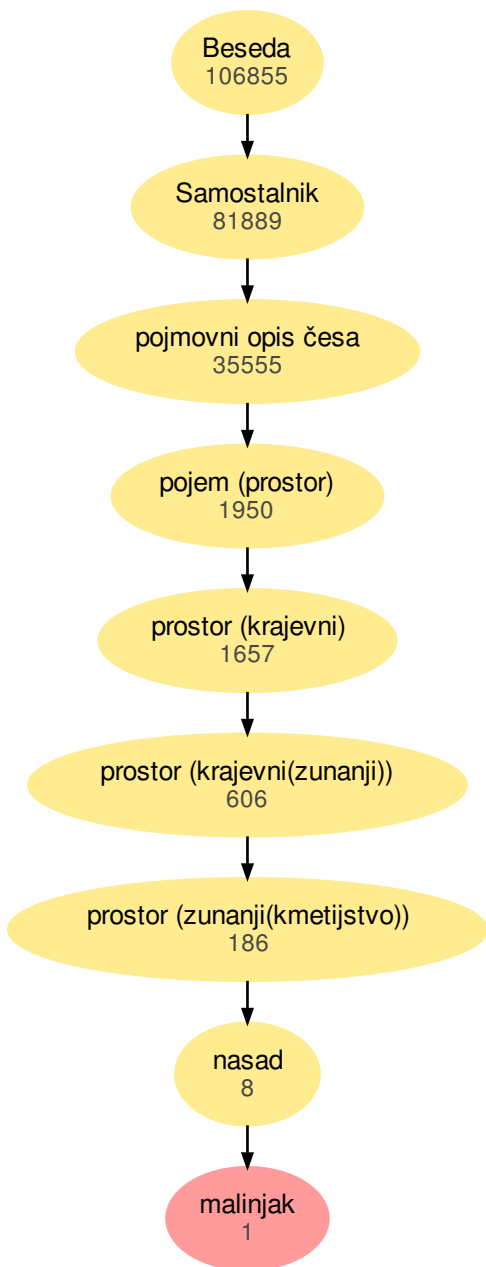 Beseda
106855
Samostalnik
81889
pojmovni opis česa
35555
pojem (prostor)
1950
prostor (krajevni)
1657
prostor (krajevni(zunanji))
606
prostor (zunanji(kmetijstvo))
186
nasad
8
malinjak
1